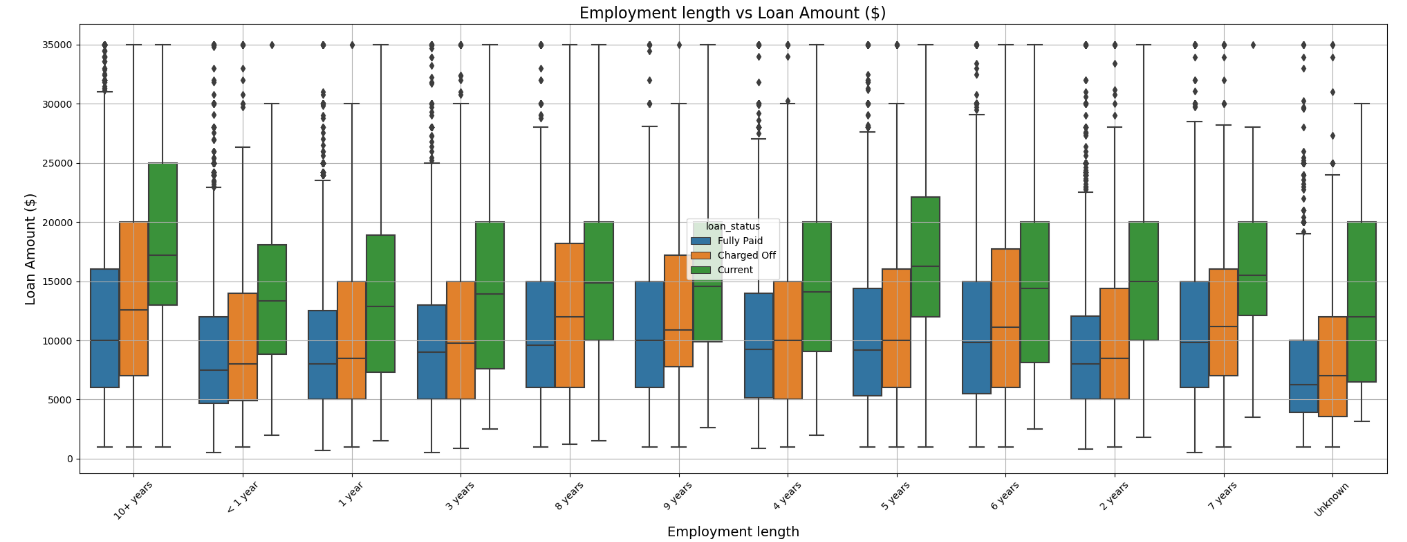 Employment length vs Loan Amount ($)
Loan Amount ($)
35000
30000
25000
20000
15000
10000
5000
0
loan_status
Fully Paid
Charged Off
Current
10+ years
< 1 year
1 year
3 years
8 years
9 years
4 years
5 years
6 years
2 years
7 years
Unknown
Employment length